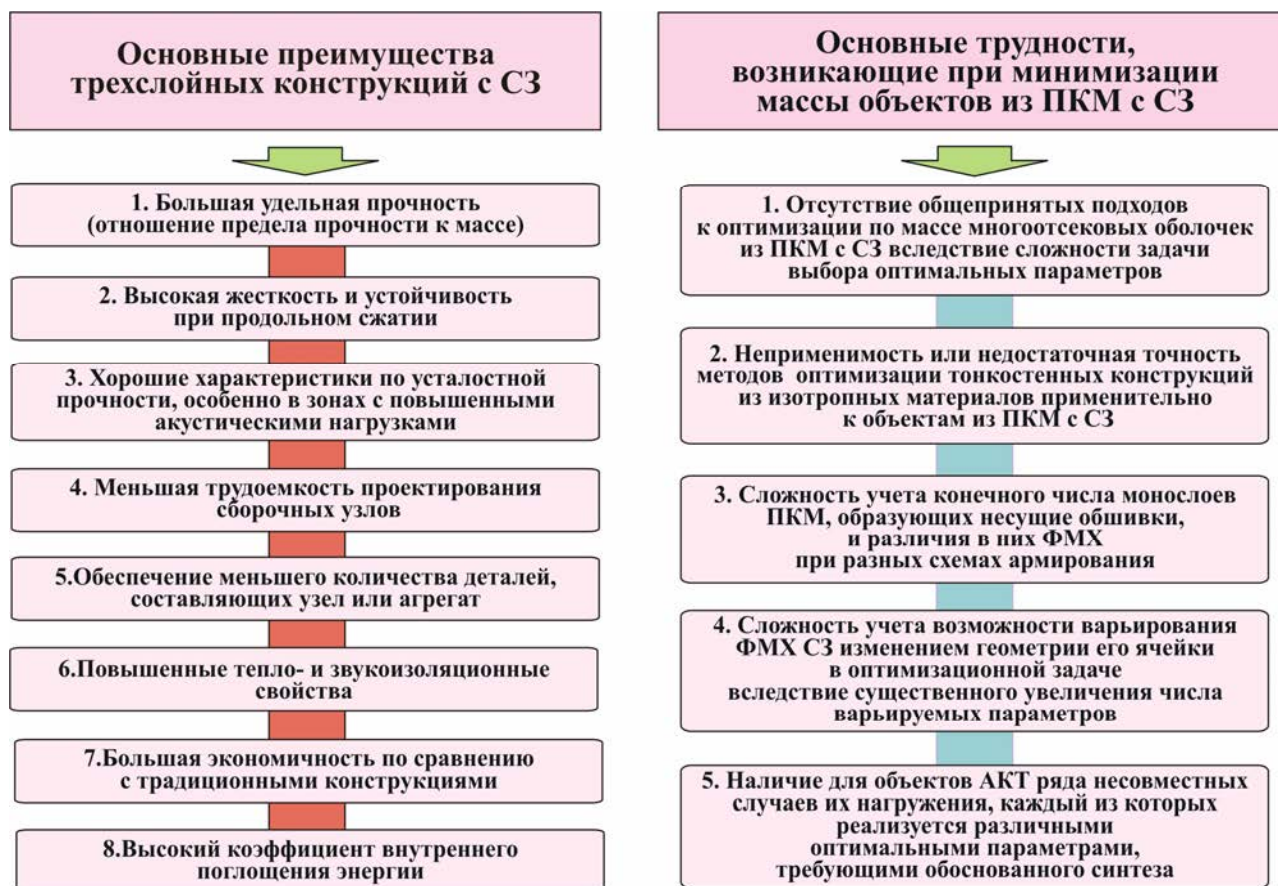 Основные преимущества
трехслойных конструкций с СЗ
1. Большая удельная прочность
(отношение предела прочности к массе)
2. Высокая жесткость и устойчивость
при продольном сжатии
3. Хорошие характеристики по усталостной
прочности, особенно в зонах с повышенными
акустическими нагрузками
4. Меньшая трудоемкость проектирования
сборочных узлов
5.Обеспечение меньшего количества деталей,
составляющих узел или агрегат
6.Повышенные тепло- и звукоизоляционные
свойства
7.Большая экономичность по сравнению
с традиционными конструкциями
8.Высокий коэффициент внутреннего
поглощения энергии
Основные трудности,
возникающие при минимизации
массы объектов из ПКМ с СЗ
1. Отсутствие общепринятых подходов
к оптимизации по массе многоотсековых оболочек
из ПКМ с СЗ вследствие сложности задачи
выбора оптимальных параметров
2. Неприменимость или недостаточная точность
методов оптимизации тонкостенных конструкций
из изотропных материалов применительно
к объектам из ПКМ с СЗ
3. Сложность учета конечного числа монослоев
ПКМ, образующих несущие обшивки,
и различия в них ФМХ
при разных схемах армирования
4. Сложность учета возможности варьирования
ФМХ СЗ изменением геометрии его ячейки
в оптимизационной задаче
вследствие существенного увеличения числа
варьируемых параметров
5. Наличие для объектов АКТ ряда несовместных
случаев их нагружения, каждый из которых
реализуется различными
оптимальными параметрами,
требующими обоснованного синтеза